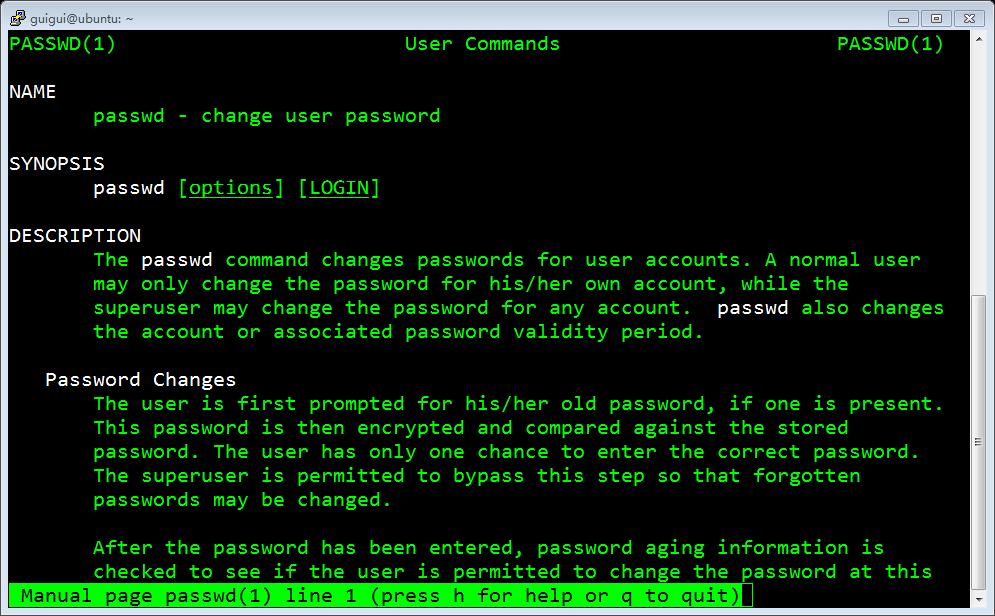 guigui@ubuntu: ~
PASSWD(1) User Commands PASSWD(1)
NAME
passwd - change user password
SYNOPSIS
passwd [options] [LOGIN]
DESCRIPTION
The passwd command changes passwords for user accounts. A normal user
may only change the password for his/her own account, while the
superuser may change the password for any account. passwd also changes
the account or associated password validity period.
Password Changes
The user is first prompted for his/her old password, if one is present.
This password is then encrypted and compared against the stored
password. The user has only one chance to enter the correct password.
The superuser is permitted to bypass this step so that forgotten
passwords may be changed.
After the password has been entered, password aging information is
checked to see if the user is permitted to change the password at this
Manual page passwd(1) line 1 (press h for help or q to quit)